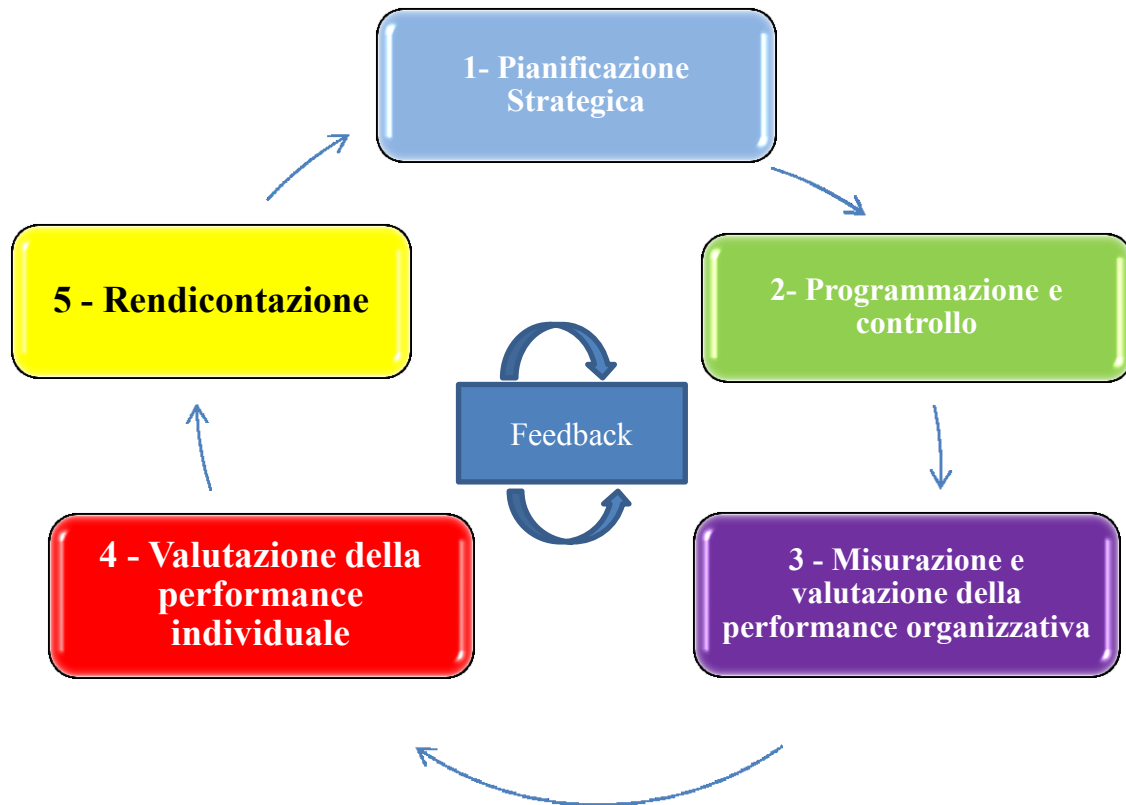 1- Pianificazione
Strategica
2- Programmazione e
controllo
3 - Misurazione e
valutazione della
performance organizzativa
4 - Valutazione della
performance
individuale
5 - Rendicontazione
Feedback